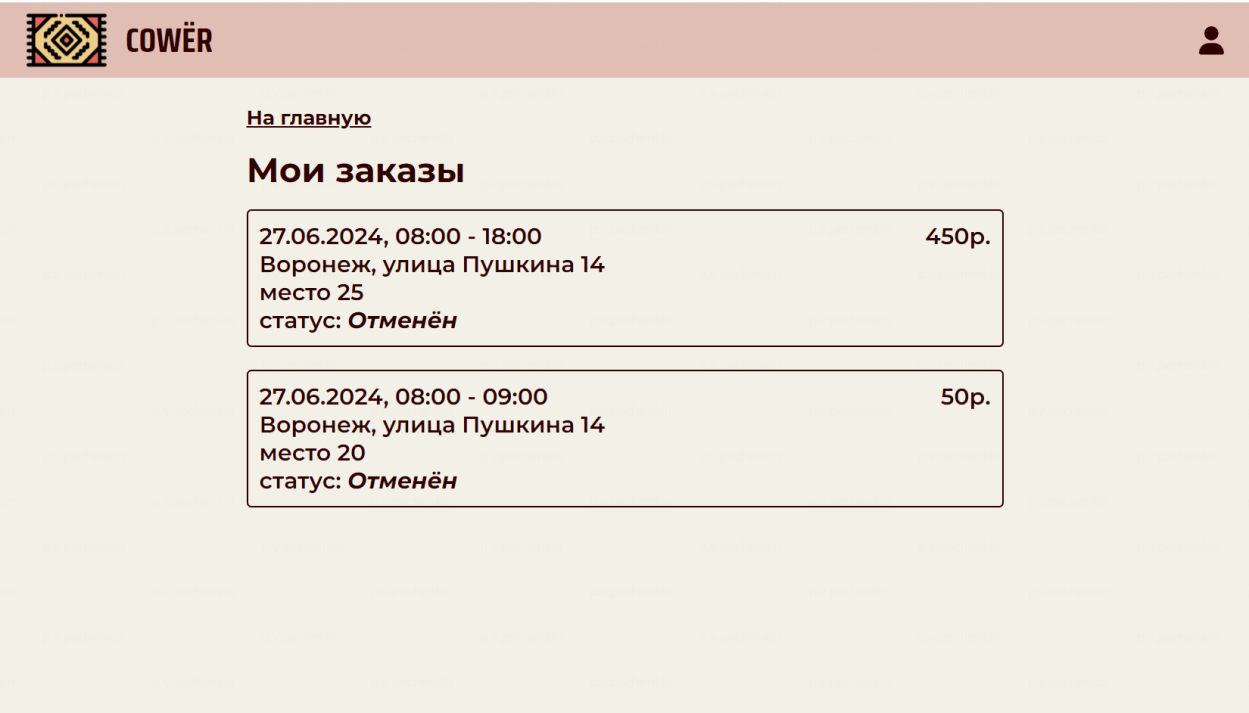 COWЁR
На главную
Мои заказы
27.06.2024, 08:00 - 18:00 450р.
Воронеж, улица Пушкина 14
место 25
статус: Отменён
27.06.2024, 08:00 - 09:00 50р.
Воронеж, улица Пушкина 14
место 20
статус: Отменён